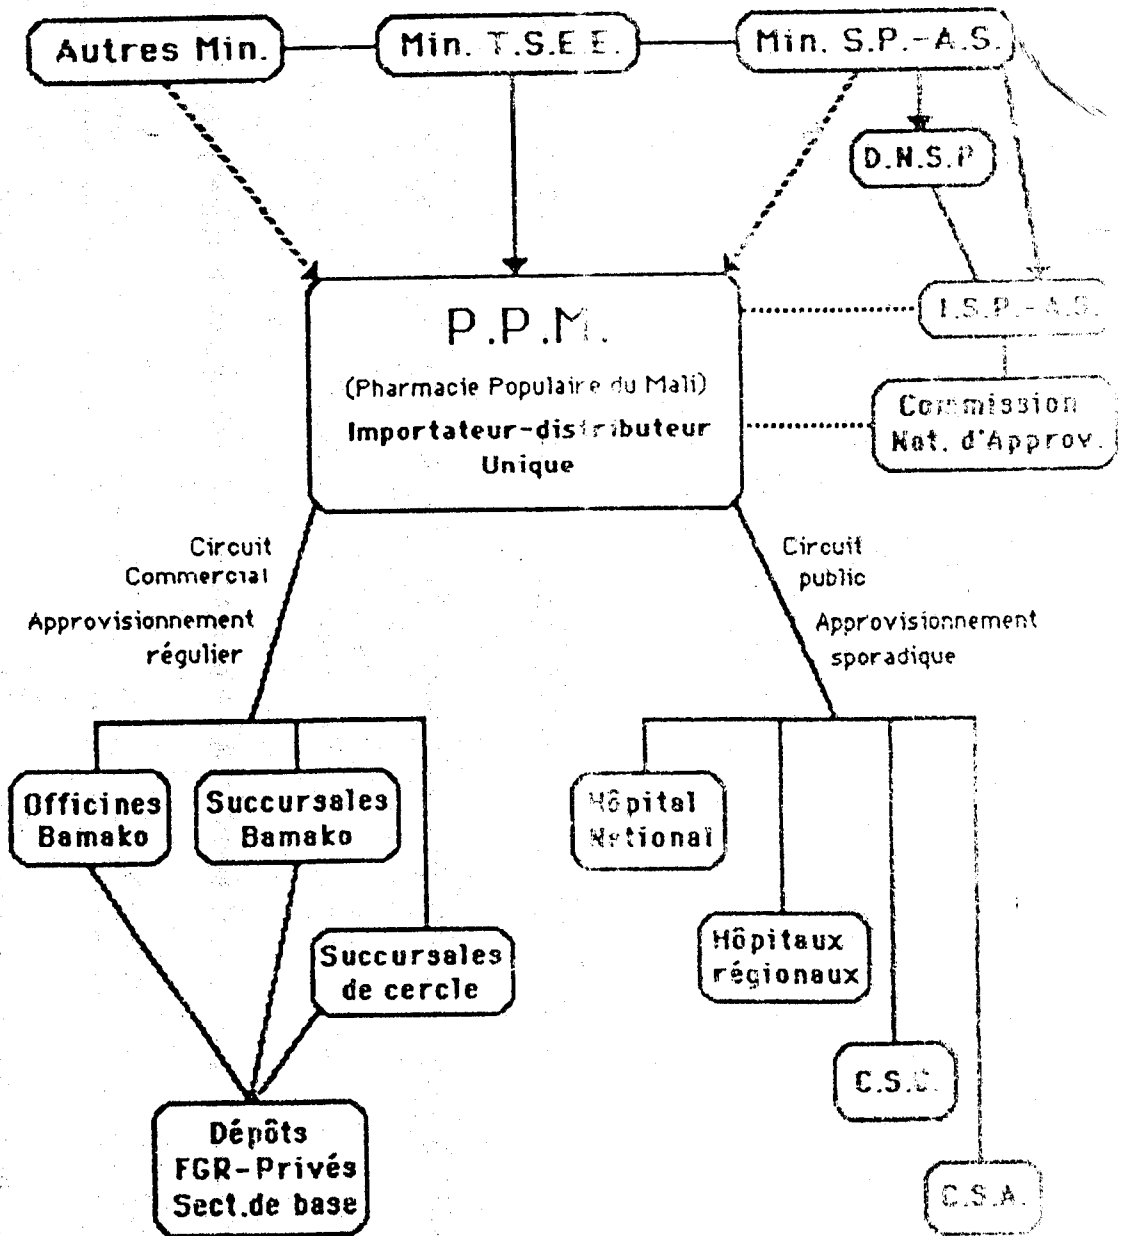 Autres Min.
Min. T.S.E.E.
Min. S.P.-A.S.
D.N.S.P
P.P.M.
(Pharmacie Populaire du Mali)
Importateur-distributeur
Unique
I.S.P.-A.S.
Commission
Nat. d'Approv.
Circuit
Commercial
Approvisionnement
régulier
Circuit
public
Approvisionnement
sporadique
Officines
Bamako
Succursales
Bamako
Succursales
de cercle
Dépôts
FGR-Privés
Sect.de base
Hôpital
National
Hôpitaux
régionaux
C.S.C.
C.S.A.